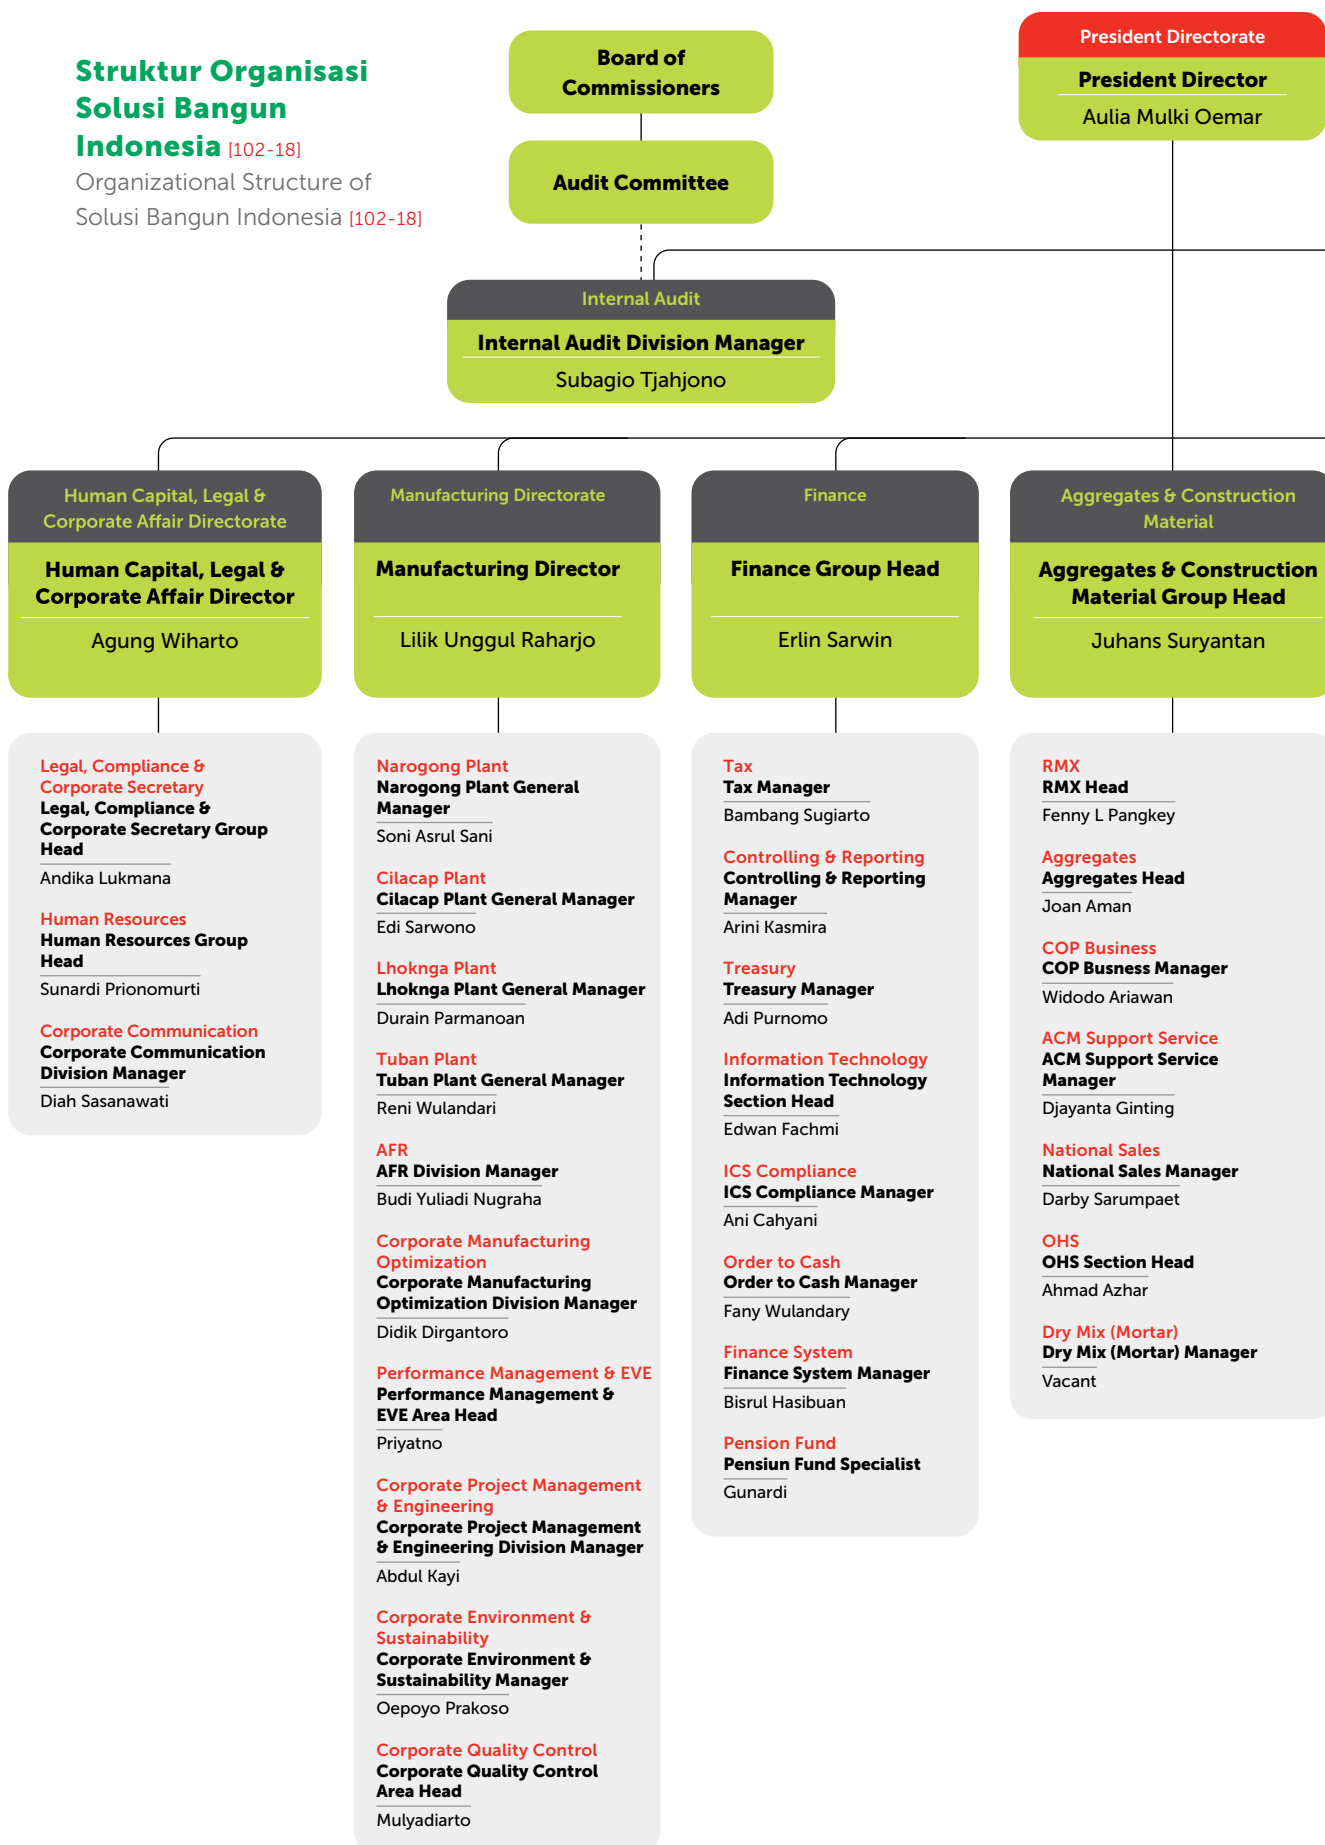 Struktur Organisasi
Solusi Bangun
Indonesia [102-18]
Organizational Structure of
Solusi Bangun Indonesia [102-18]
Board of
Commissioners
Audit Committee
President Directorate
President Director
Aulia Mulki Oemar
Internal Audit
Internal Audit Division Manager
Subagio Tjahjono
Human Capital, Legal &
Corporate Affair Directorate
Human Capital, Legal &
Corporate Affair Director
Agung Wiharto
Legal, Compliance &
Corporate Secretary
Legal, Compliance &
Corporate Secretary Group
Head
Andika Lukmana
Human Resources
Human Resources Group
Head
Sunardi Prionomurti
Corporate Communication
Corporate Communication
Division Manager
Diah Sasanawati
Manufacturing Directorate
Manufacturing Director
Lilik Unggul Raharjo
Narogong Plant
Narogong Plant General
Manager
Soni Asrul Sani
Cilacap Plant
Cilacap Plant General Manager
Edi Sarwono
Lhoknga Plant
Lhoknga Plant General Manager
Durain Parmanoan
Tuban Plant
Tuban Plant General Manager
Reni Wulandari
AFR
AFR Division Manager
Budi Yuliadi Nugraha
Corporate Manufacturing
Optimization
Corporate Manufacturing
Optimization Division Manager
Didik Dirgantoro
Performance Management & EVE
Performance Management &
EVE Area Head
Priyatno
Corporate Project Management
& Engineering
Corporate Project Management
& Engineering Division Manager
Abdul Kayi
Corporate Environment &
Sustainability
Corporate Environment &
Sustainability Manager
Oepoyo Prakoso
Corporate Quality Control
Corporate Quality Control
Area Head
Mulyadiarto
Finance
Finance Group Head
Erlin Sarwin
Tax
Tax Manager
Bambang Sugiarto
Controlling & Reporting
Controlling & Reporting
Manager
Arini Kasmira
Treasury
Treasury Manager
Adi Purnomo
Information Technology
Information Technology
Section Head
Edwan Fachmi
ICS Compliance
ICS Compliance Manager
Ani Cahyani
Order to Cash
Order to Cash Manager
Fany Wulandary
Finance System
Finance System Manager
Bisrul Hasibuan
Pension Fund
Pensiun Fund Specialist
Gunardi
Aggregates & Construction
Material
Aggregates & Construction
Material Group Head
Juhans Suryantan
RMX
RMX Head
Fenny L Pangkey
Aggregates
Aggregates Head
Joan Aman
COP Business
COP Busness Manager
Widodo Ariawan
ACM Support Service
ACM Support Service
Manager
Djayanta Ginting
National Sales
National Sales Manager
Darby Sarumpaet
OHS
OHS Section Head
Ahmad Azhar
Dry Mix (Mortar)
Dry Mix (Mortar) Manager
Vacant